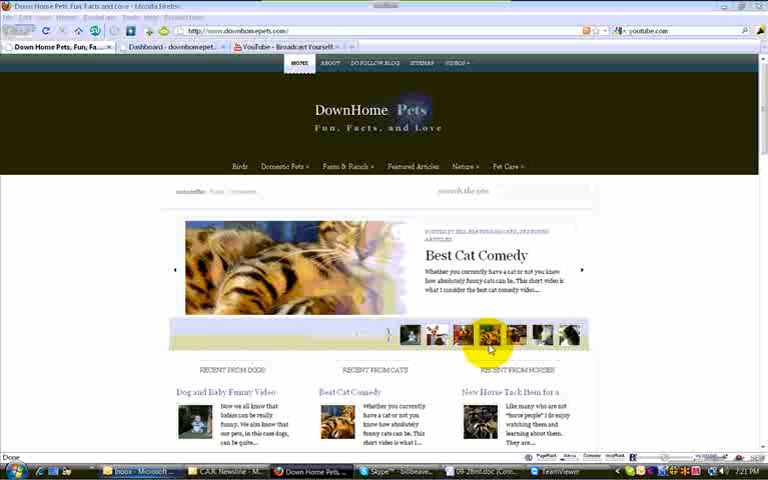 Down Home Pets, Fun, Facts and Love - Mozilla Firefox
http://www.downhomepets.com/
youtube.com
Down Home Pets, Fun, Fa...
Dashboard - downhomepet...
YouTube - Broadcast Yourself
HOME ABOUT DO FOLLOW BLOG SITEMAP VIDEOS »
DownHome Pets
Fun, Facts, and Love
Birds Domestic Pets » Farm & Ranch » Featured Articles Nature » Pet Care »
search the site
ARTICLES
Best Cat Comedy
Whether you currently have a cat or not you know
how absolutely funny cats can be. This short video is
what I consider the best cat comedy video....
RECENT FROM DOGS RECENT FROM CATS RECENT FROM HORSES
Dog and Baby Funny Video Best Cat Comedy New Horse Tack Item for a
Now we all know that
babies can be really
funny. We also know that
our pets, in this case dogs,
can be quite....
Whether you currently
have a cat or not you know
how absolutely funny cats
can be. This short video is
what I consider the best
Like many who are not
"horse people" I do enjoy
watching them and
learning about them.
They are....
Done
Inbox - Microsoft ...
C.A.R. Newsline - M...
Down Home Pets, ...
09-28ml.doc [Com...
TeamViewer
7:21 PM